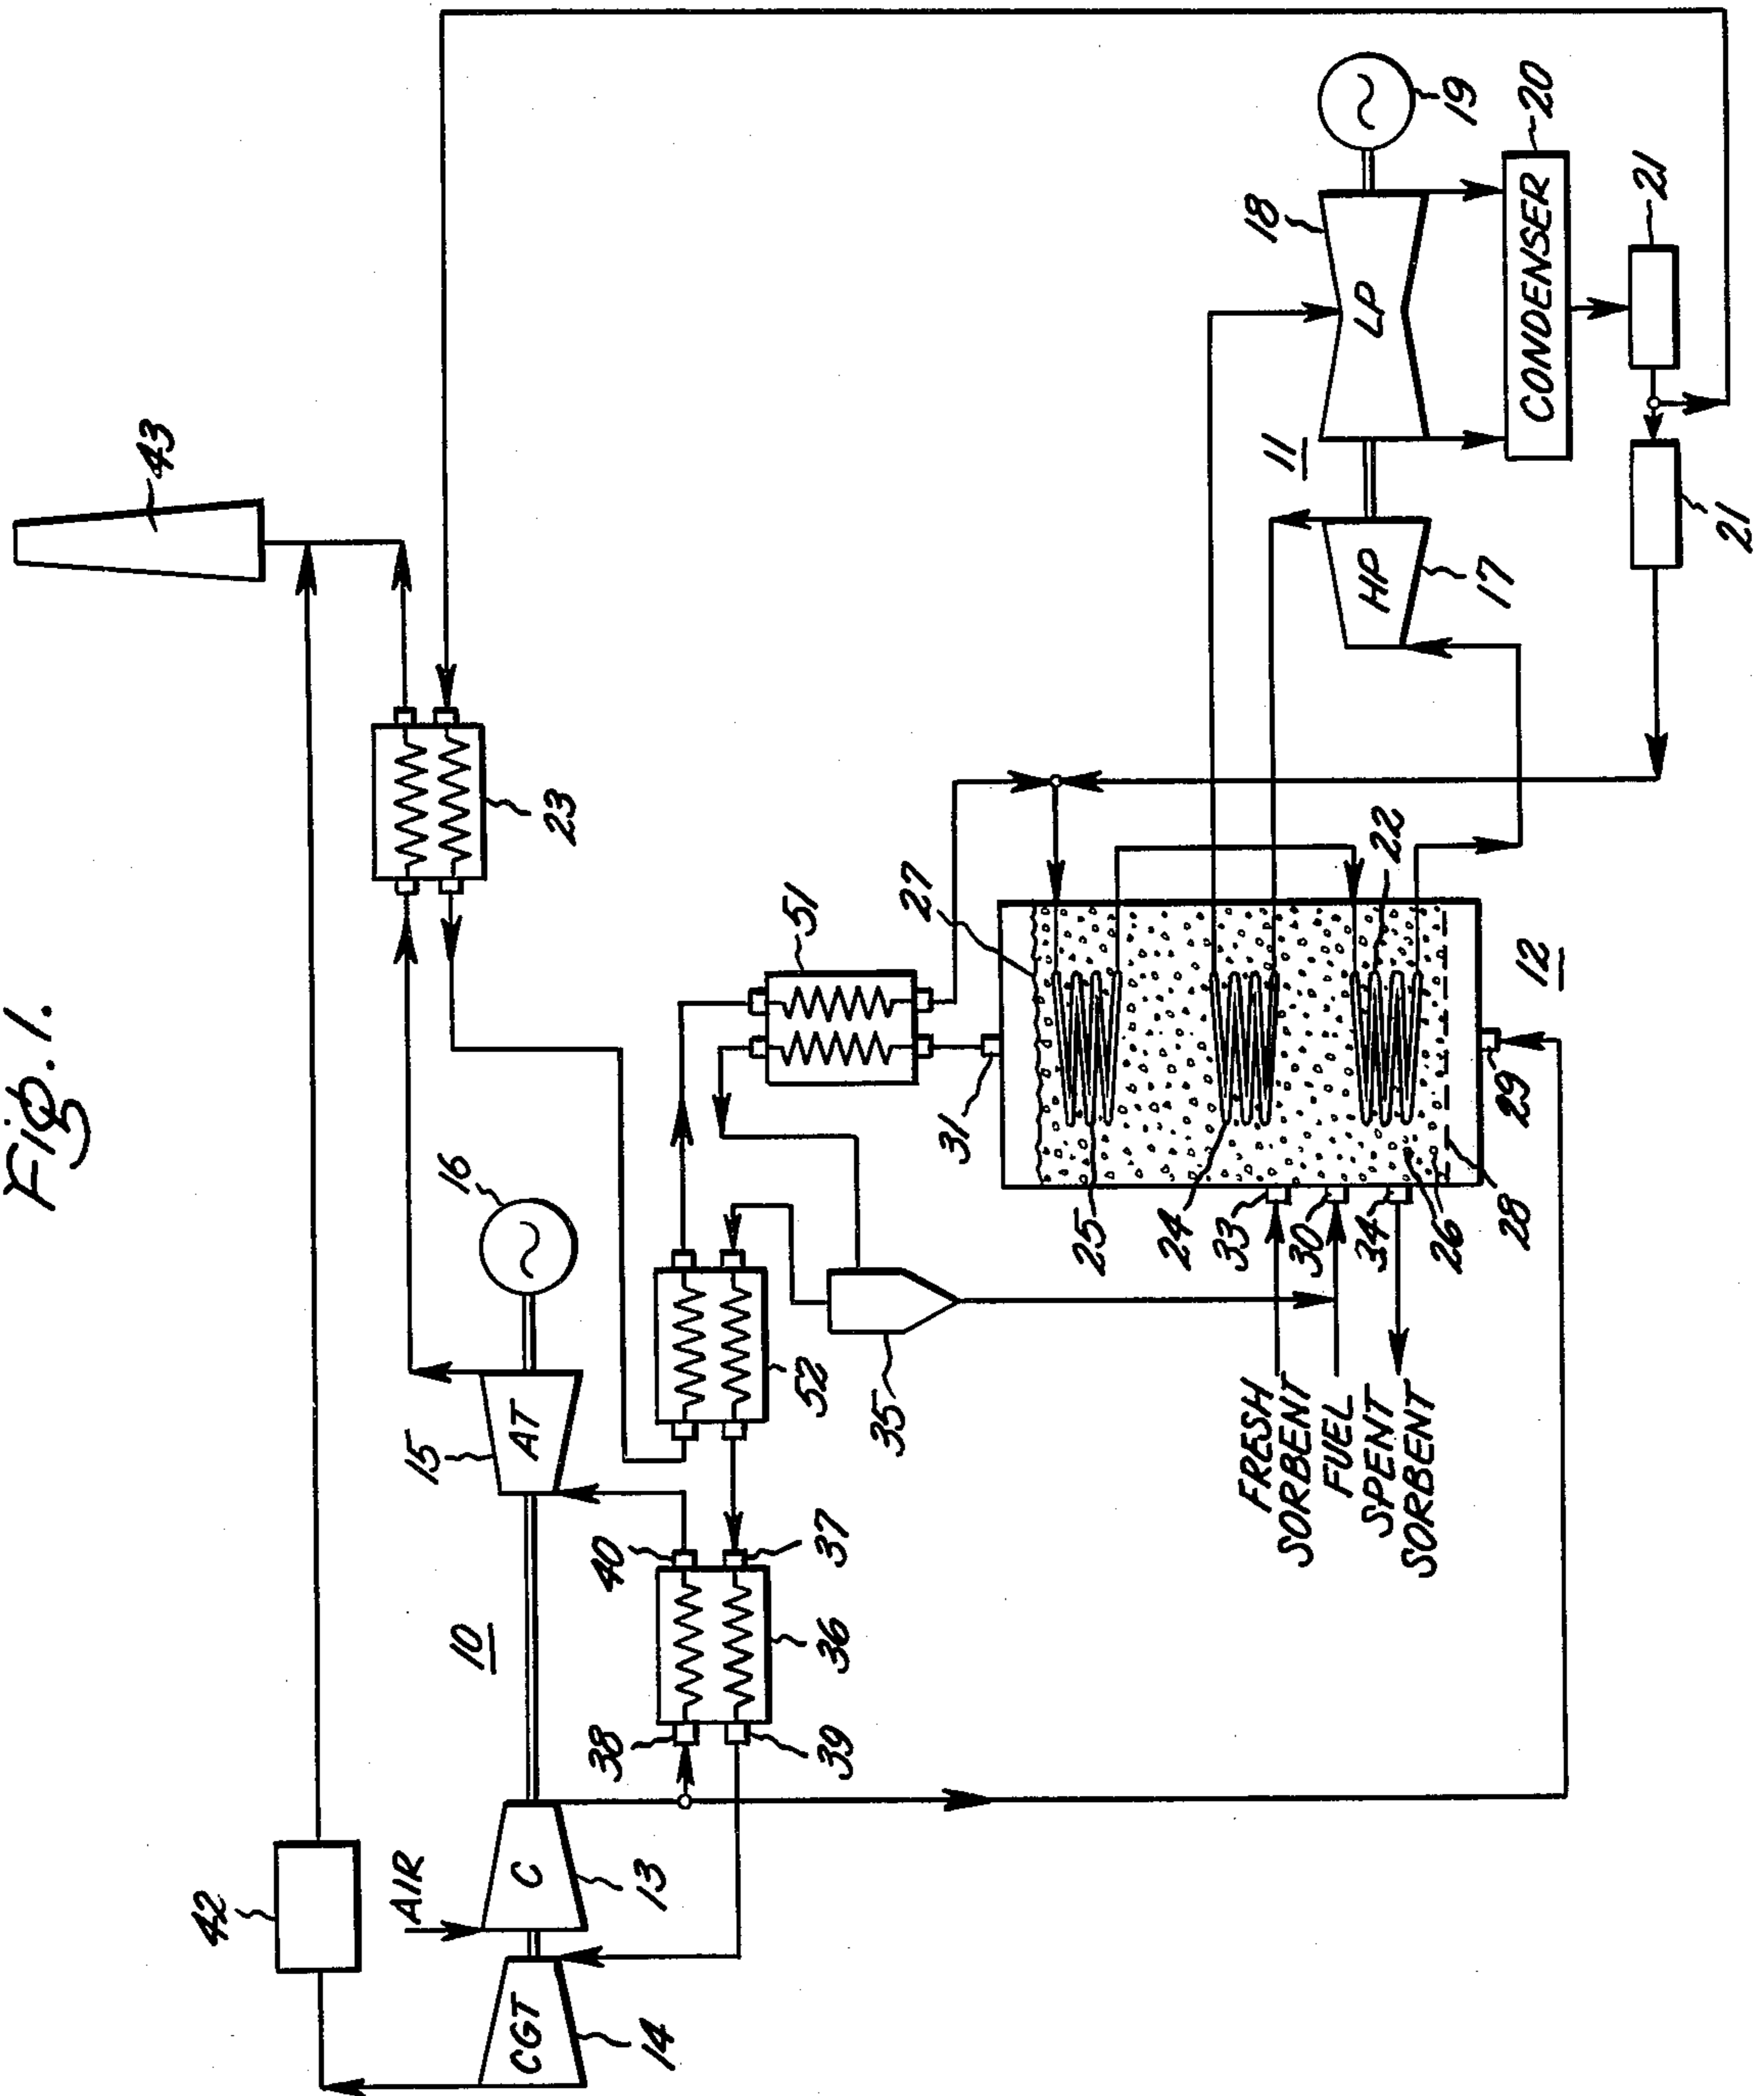 Fig. 1.
42
AIR
CGT
14
C
13
10
15
AT
16
43
23
38
39
36
40
37
52
35
51
31
27
25
24
33
30
34
26
28
29
12
22
FRESH
SORBENT
FUEL
SPENT
SORBENT
11
HP
17
LP
18
19
CONDENSER
20
21
21